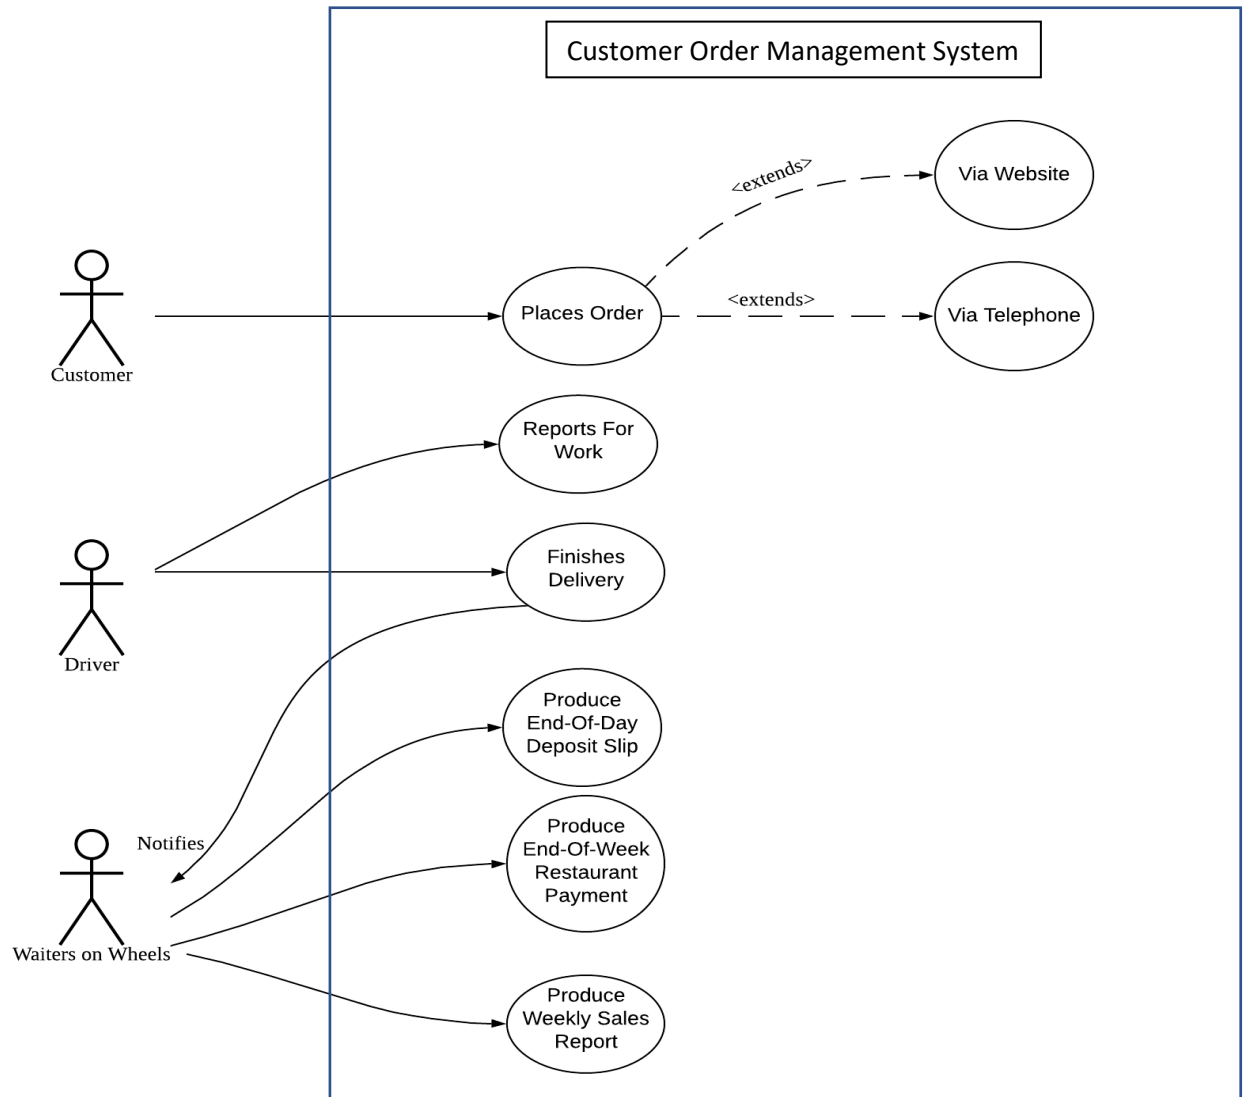 Customer Order Management System
<extends>
Via Website
Places Order
<extends>
Via Telephone
Customer
Reports For
Work
Finishes
Delivery
Driver
Produce
End-Of-Day
Deposit Slip
Notifies
Produce
End-Of-Week
Restaurant
Payment
Waiters on Wheels
Produce
Weekly Sales
Report